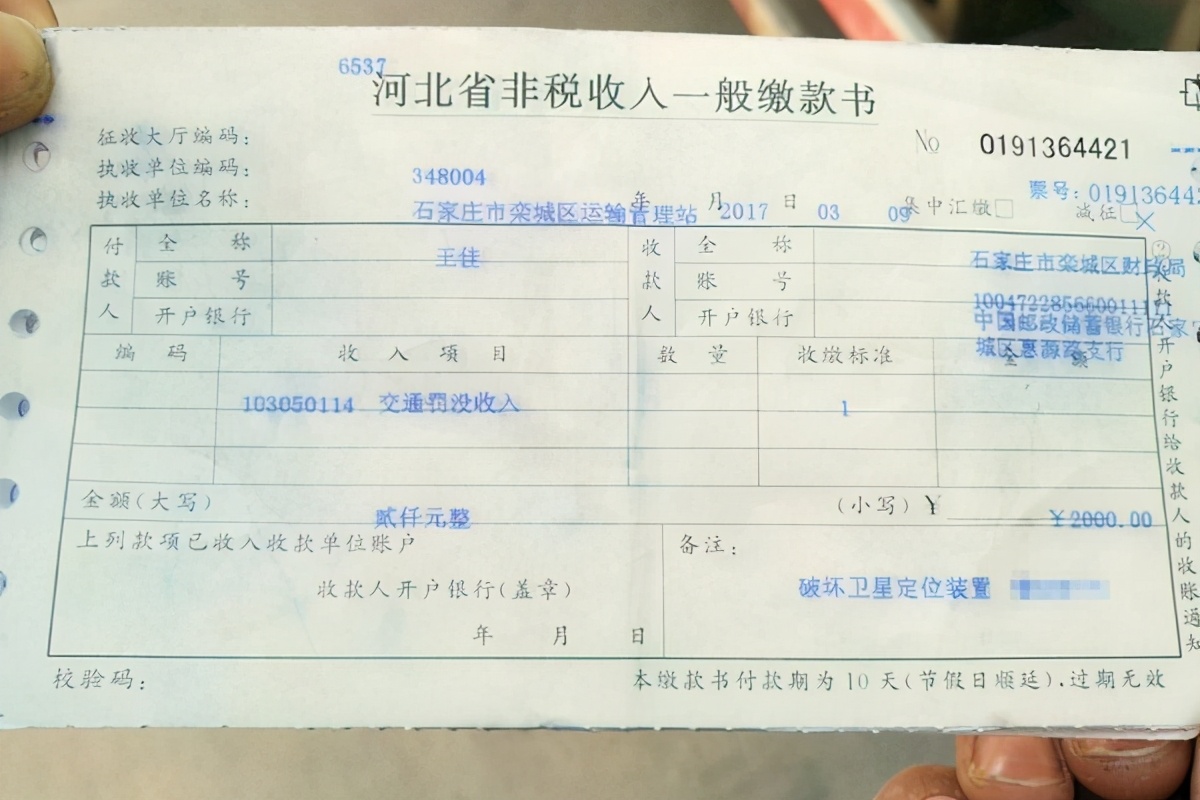 6537
河北省非税收入一般缴款书
征收大厅编码：
No 0191364421
执收单位编码： 348004
票号：019136442
执收单位名称： 石家庄市栾城区运输管理站 2017 年 03 月 09 日 集中汇缴□ 减征□
付款人 全称 王佳 收款人 全称 石家庄市栾城区财政局
账号 账号
开户银行 开户银行 中国邮政储蓄银行石家
城区惠源路支行
编码 收入项目 数量 收缴标准 金额
103050114 交通罚没收入 1
金额(大写) 贰仟元整 (小写)¥ ¥2000.00
上列款项已收入收款单位账户 备注：
收款人开户银行(盖章) 破坏卫星定位装置
年 月 日
校验码： 本缴款书付款期为10天(节假日顺延).过期无效
收款人开户银行给收款人的收账通知